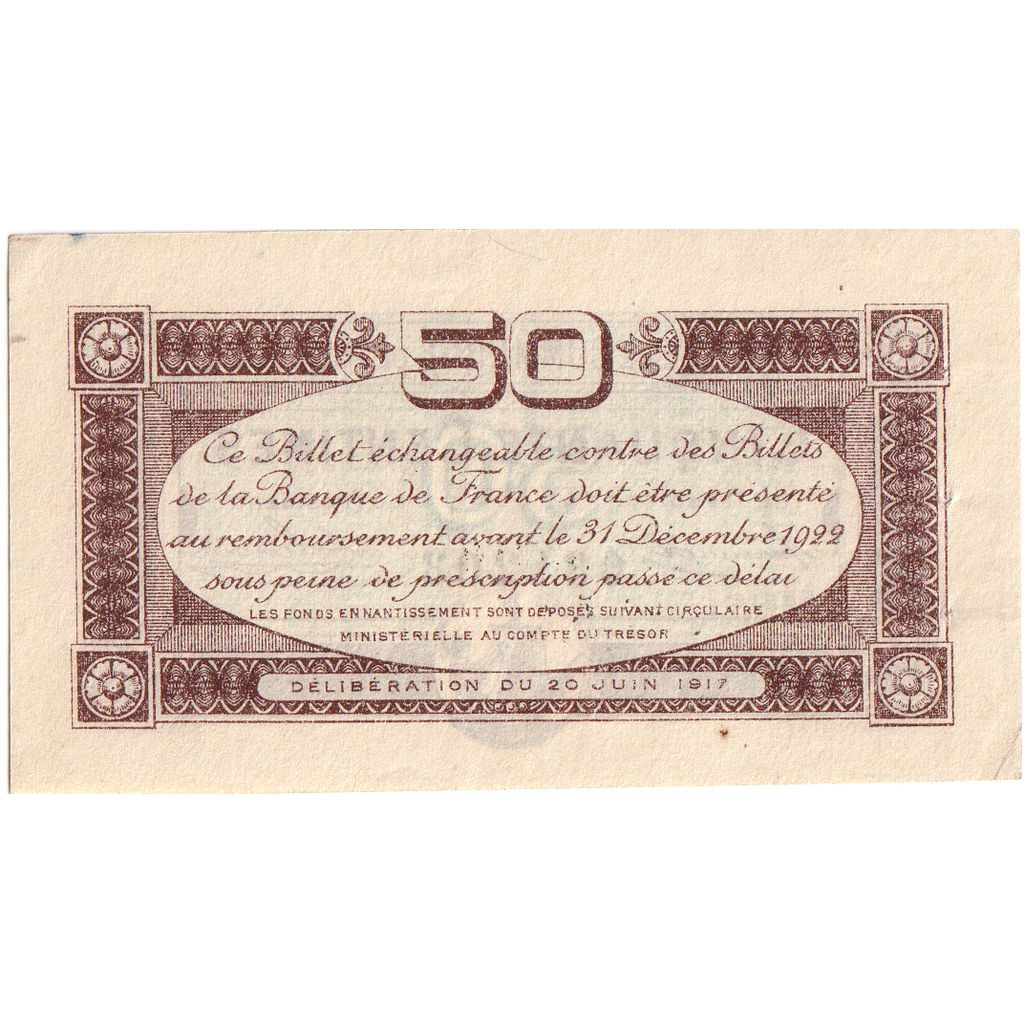 50
Ce Billet échangeable contre des Billets
de la Banque de France doit être présenté
au remboursement avant le 31 Décembre 1922
sous peine de prescription passé ce délai
LES FONDS EN NANTISSEMENT SONT DÉPOSÉS SUIVANT CIRCULAIRE
MINISTÉRIELLE AU COMPTE DU TRÉSOR
DÉLIBÉRATION DU 20 JUIN 1917